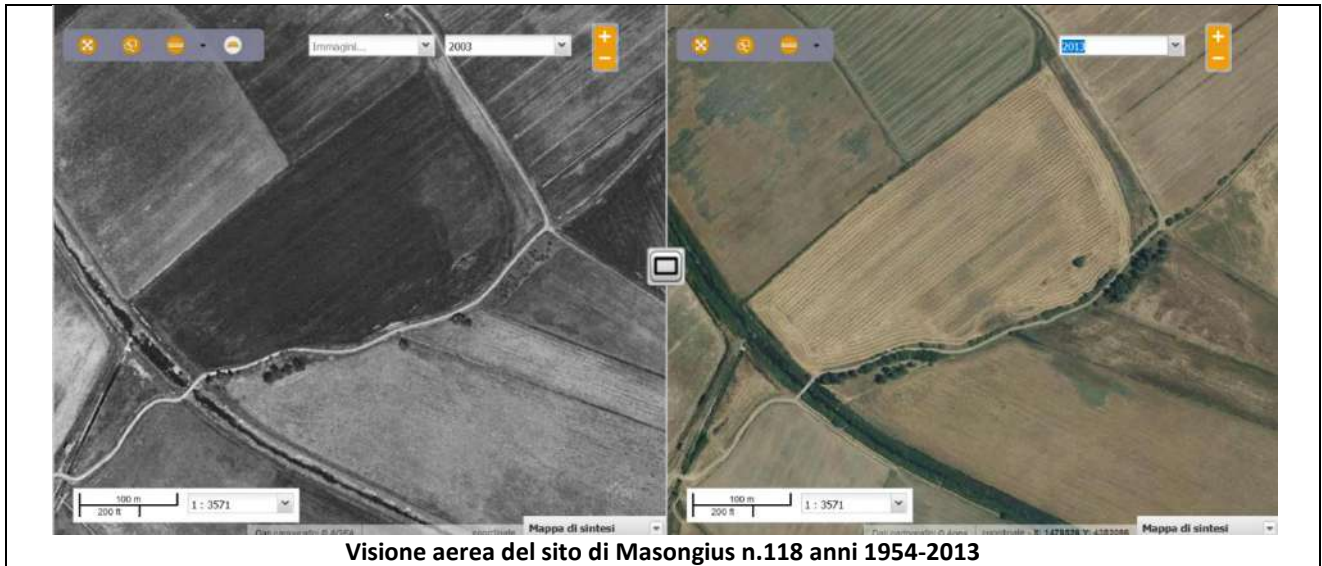 Immagini...
2003
+
−
2013
+
−
100 m
200 ft
1 : 3571
Mappa di sintesi
100 m
200 ft
1 : 3571
Mappa di sintesi
Visione aerea del sito di Masongius n.118 anni 1954-2013